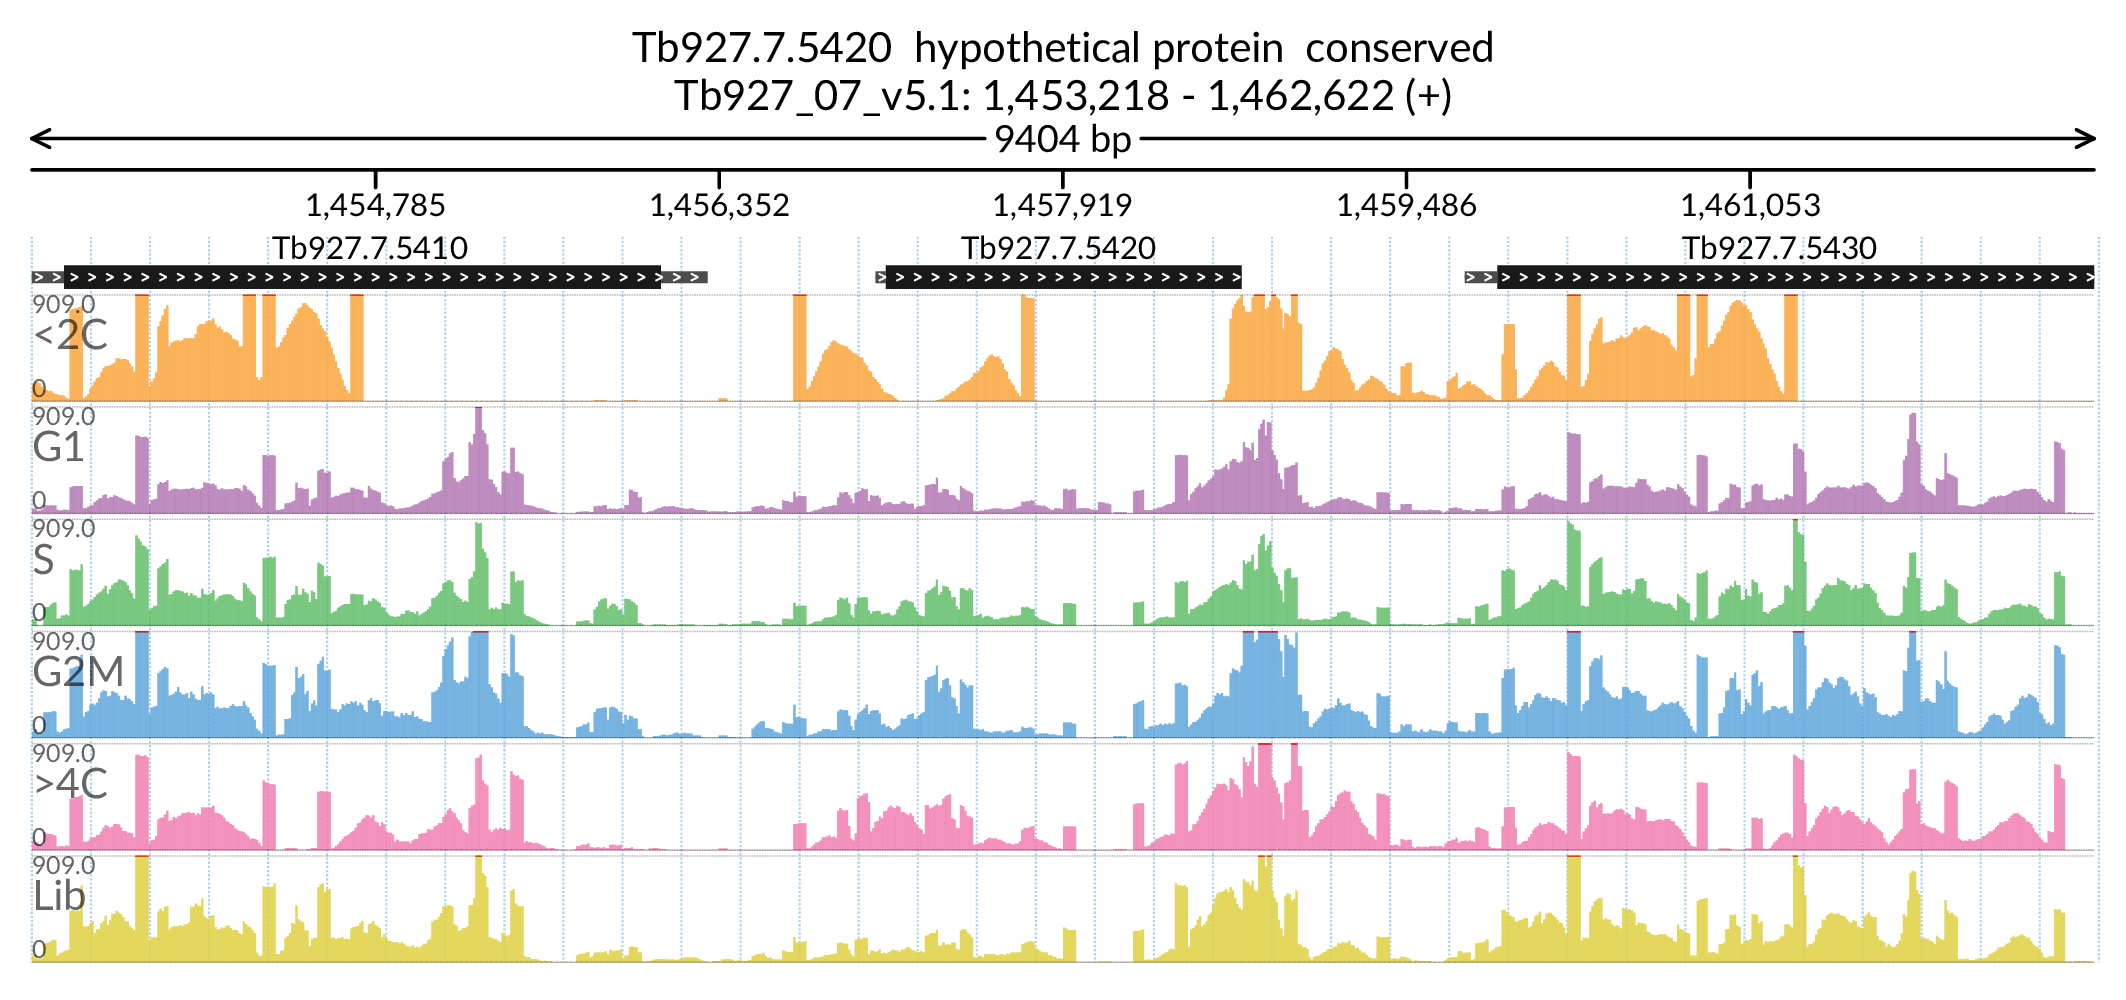 Tb927.7.5420  hypothetical protein  conserved
Tb927_07_v5.1: 1,453,218 - 1,462,622 (+)
9404 bp
1,454,785 1,456,352 1,457,919 1,459,486 1,461,053
Tb927.7.5410 Tb927.7.5420 Tb927.7.5430
909.0
<2C
0
909.0
G1
0
909.0
S
0
909.0
G2M
0
909.0
>4C
0
909.0
Lib
0